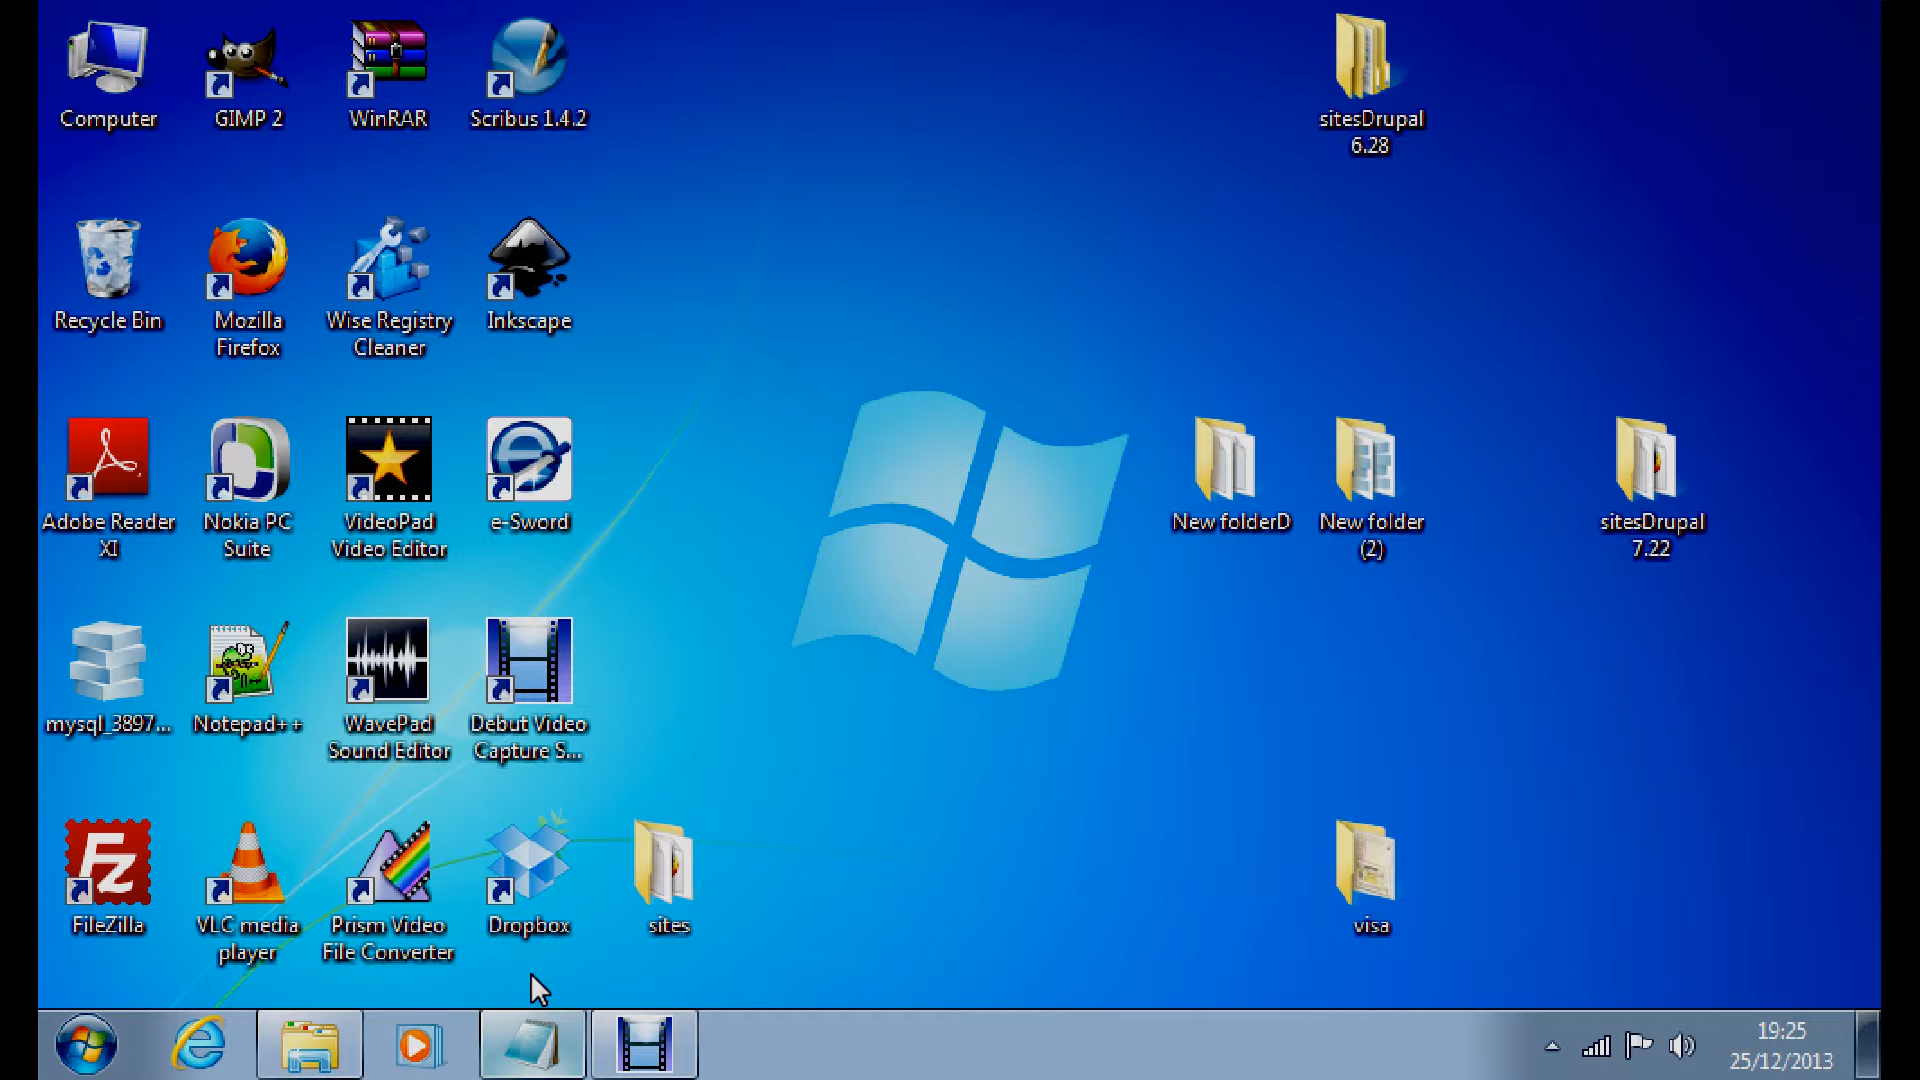 Computer
GIMP 2
WinRAR
Scribus 1.4.2
sitesDrupal
6.28
Recycle Bin
Mozilla
Firefox
Wise Registry
Cleaner
Inkscape
Adobe Reader
XI
Nokia PC
Suite
VideoPad
Video Editor
e-Sword
New folderD
New folder
(2)
sitesDrupal
7.22
mysql_3897...
Notepad++
WavePad
Sound Editor
Debut Video
Capture S...
Fz
FileZilla
VLC media
player
Prism Video
File Converter
Dropbox
sites
visa
19:25
25/12/2013